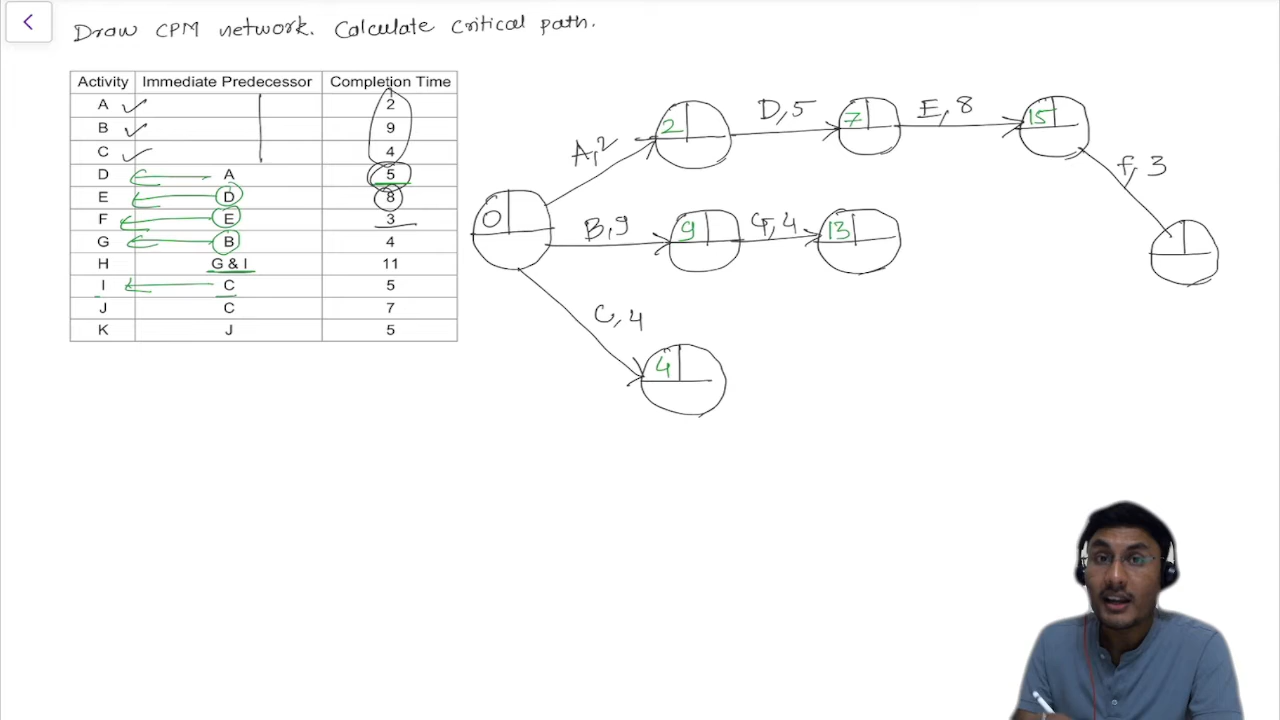 Draw CPM network. Calculate critical path.
Activity Immediate Predecessor Completion Time
A 2
B 9
C 4
D A 5
E D 8
F E 3
G B 4
H G & I 11
I C 5
J C 7
K J 5
0
A, 2
2
D, 5
7
E, 8
15
f, 3
B, 9
9
G, 4
13
C, 4
4